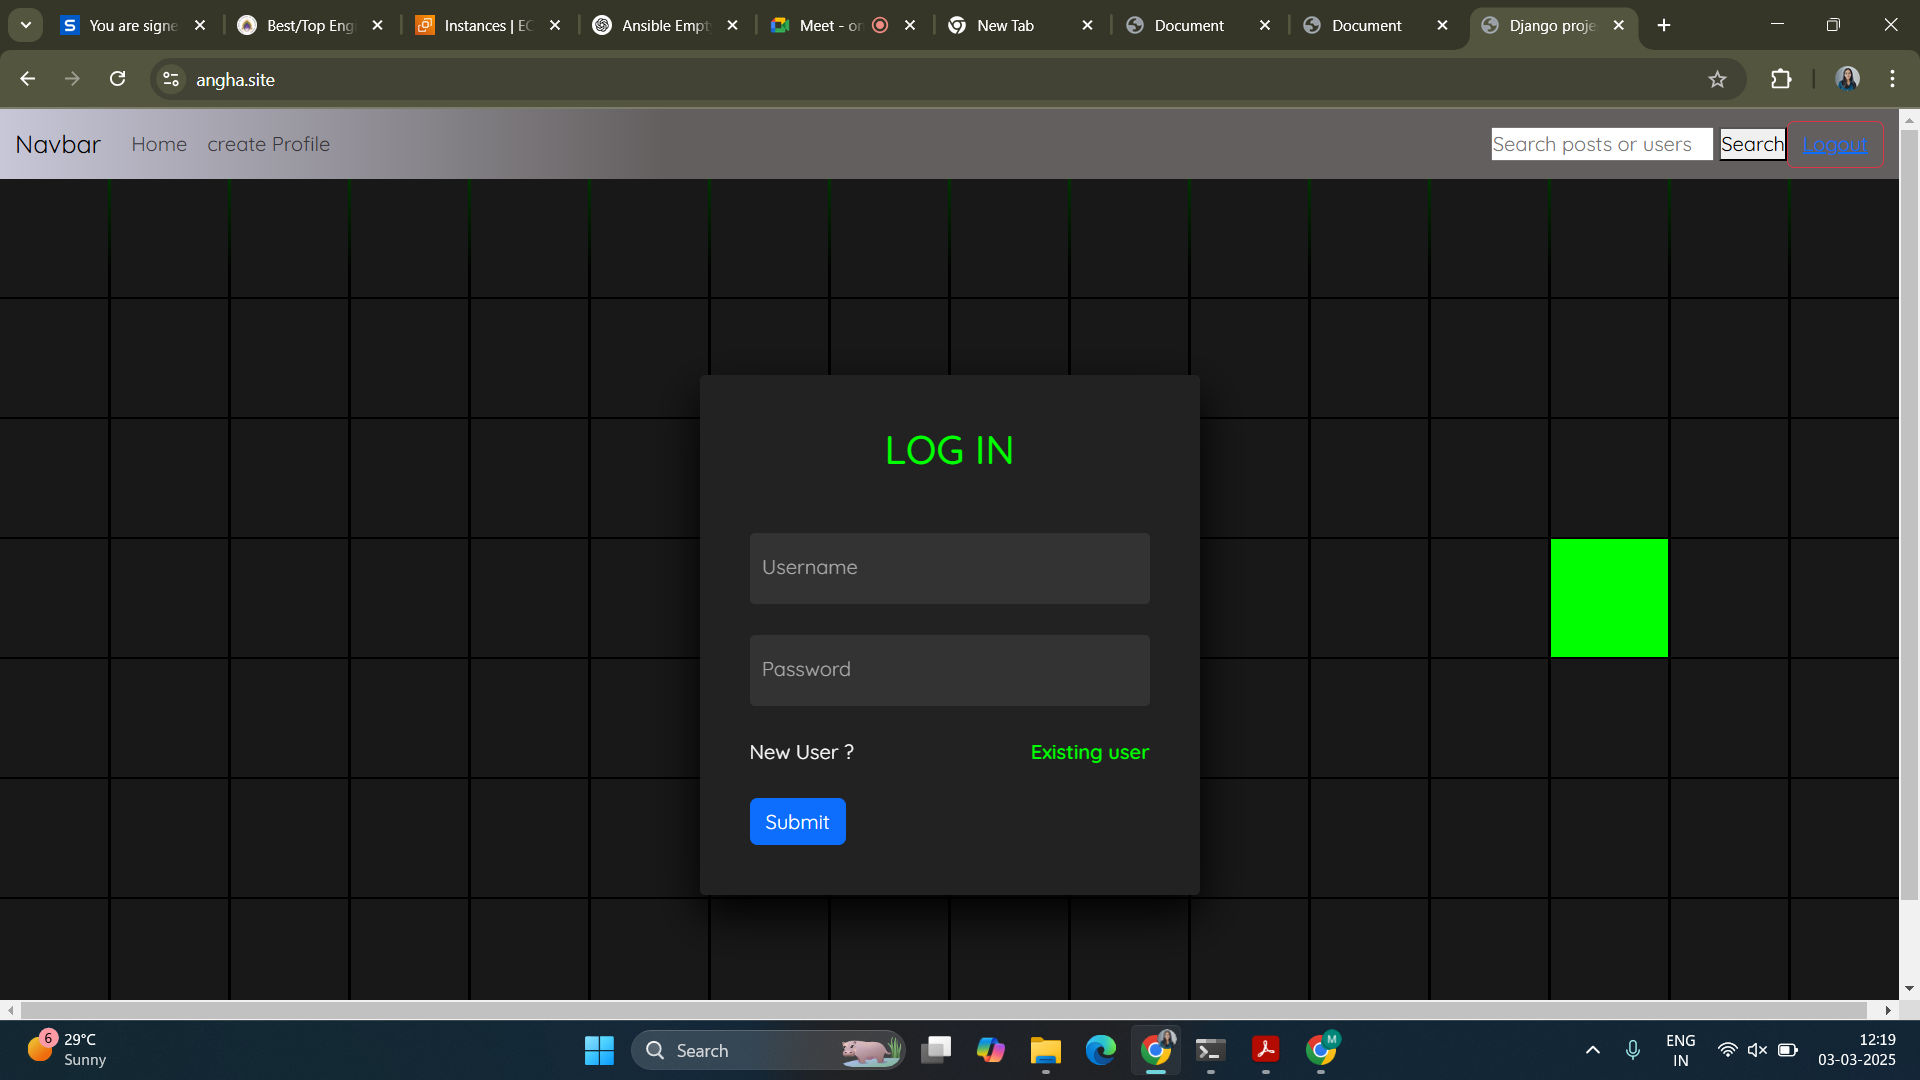 You are signe
Best/Top Engi
Instances | EC
Ansible Empt
Meet - on
New Tab
Document
Document
Django proje
angha.site
Navbar Home create Profile Search posts or users Search Logout
LOG IN
Username
Password
New User ? Existing user
Submit
6 29°C
Sunny
Search
M
ENG
IN
12:19
03-03-2025